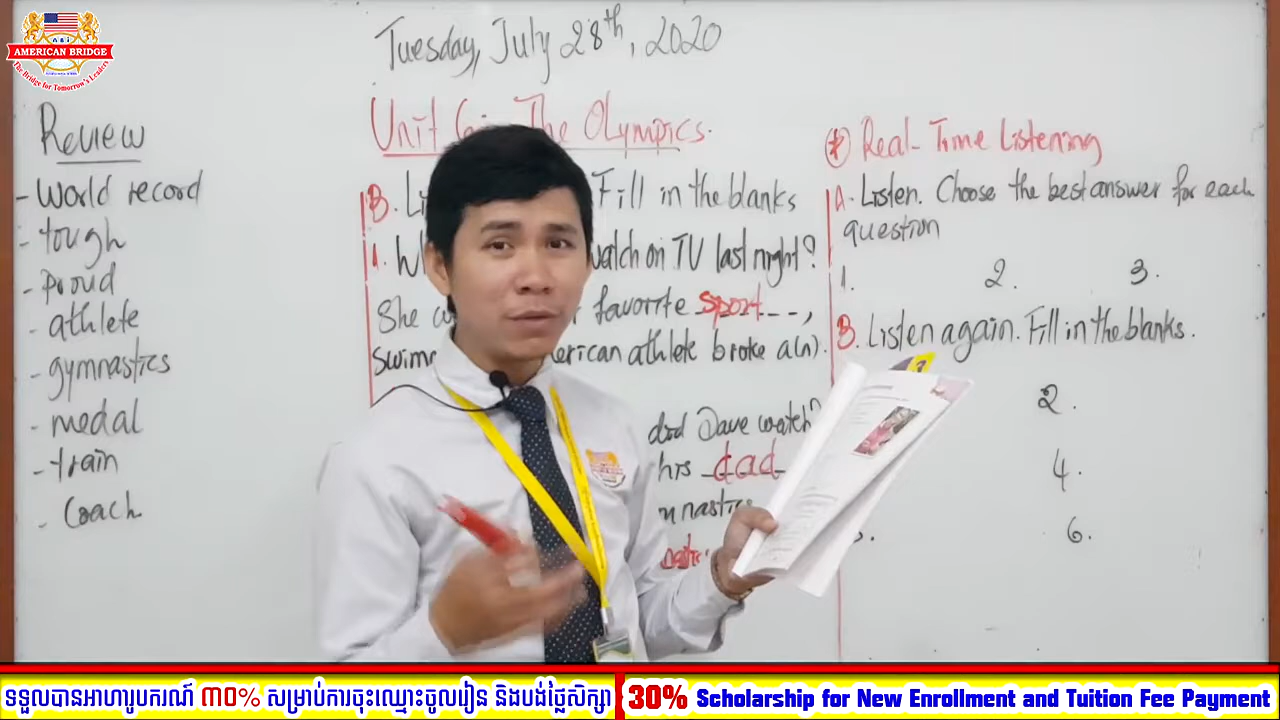 AMERICAN BRIDGE
The Bridge for Tomorrow's Leaders
Tuesday, July 28th, 2020
Review
- World record
- tough
- Proud
- athlete
- gymnastics
- medal
- train
- Coach
Unit 6: The Olympics.
B. Fill in the blanks
1. watch on TV last night?
She favorite sport ,
swim athlete broke a(n).
did Dave watch?
his dad
nastics
* Real-Time Listening
A. Listen. Choose the best answer for each
question
1. 2. 3.
B. Listen again. Fill in the blanks.
2.
4.
6.
ទទួលបានអាហារូបករណ៍ ៣០% សម្រាប់ការចុះឈ្មោះចូលរៀន និងបង់ថ្លៃសិក្សា
30% Scholarship for New Enrollment and Tuition Fee Payment